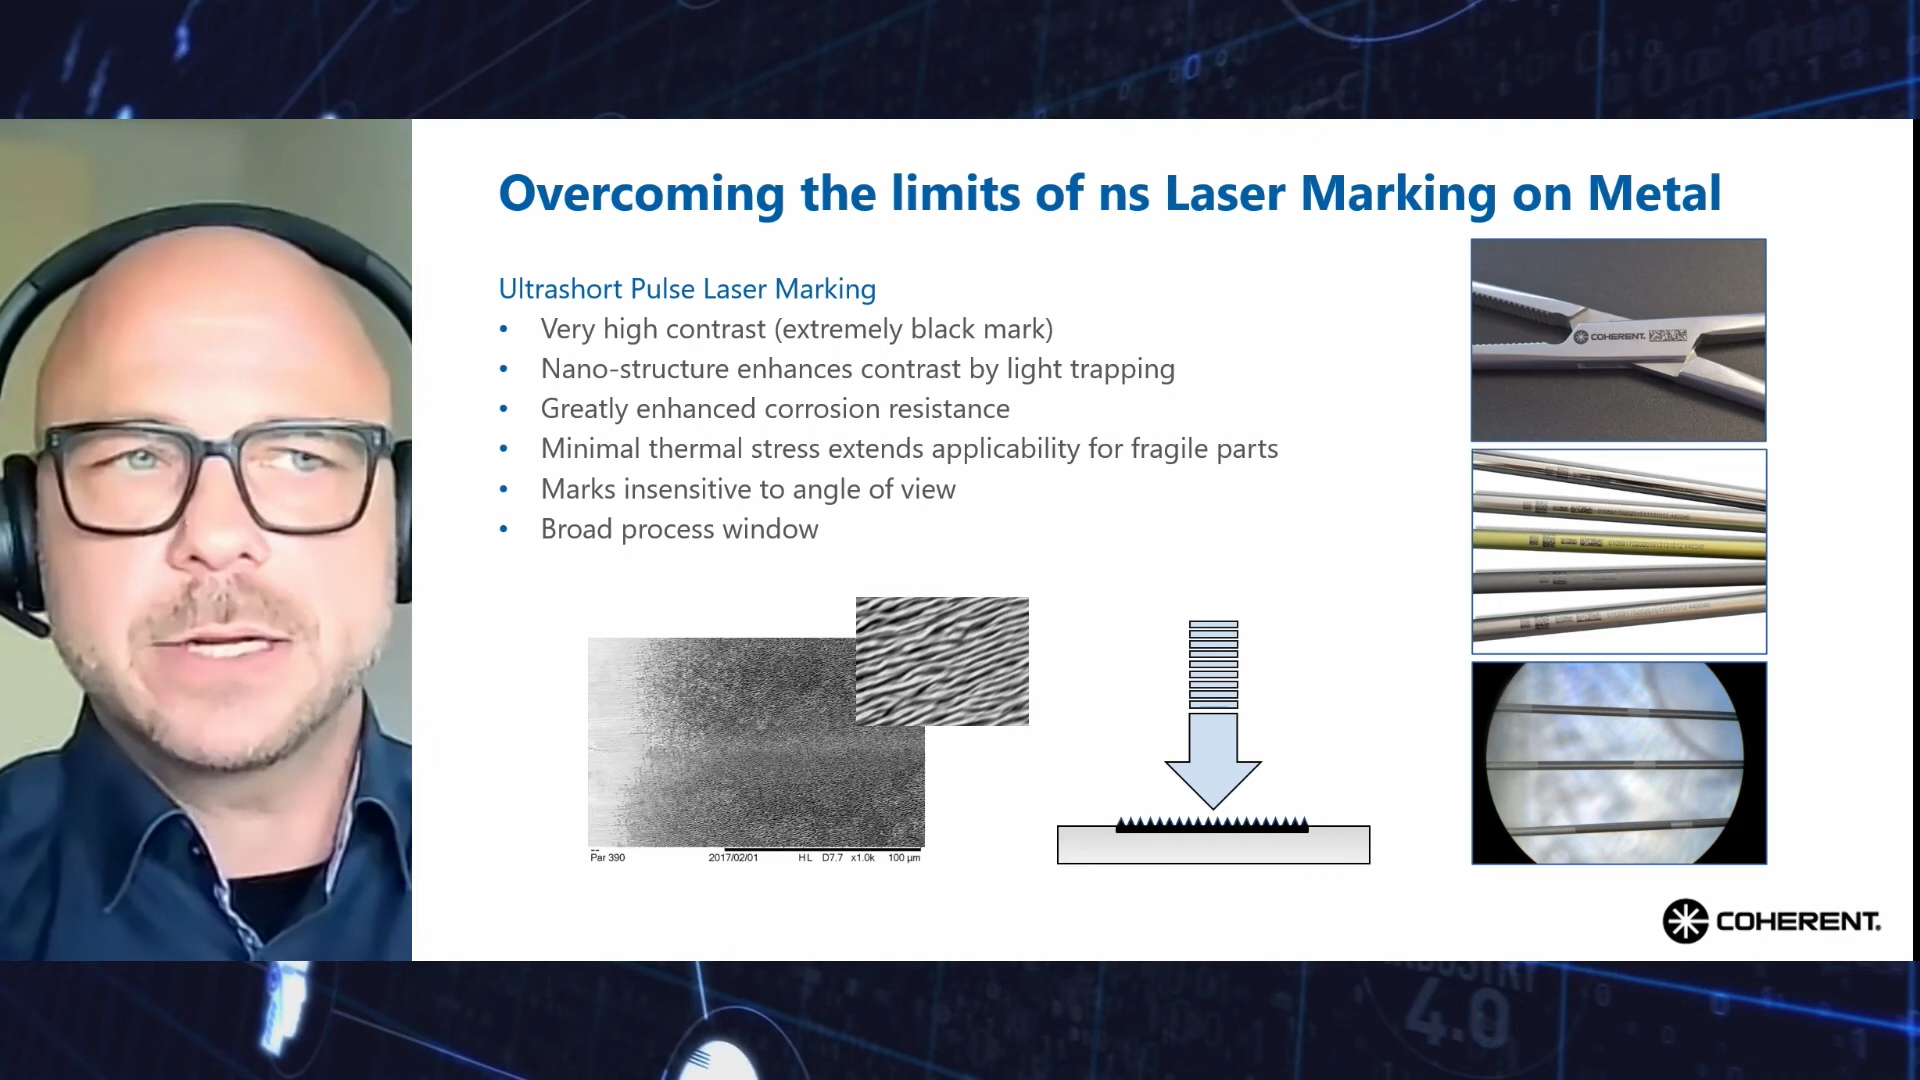 Overcoming the limits of ns Laser Marking on Metal
Ultrashort Pulse Laser Marking
• Very high contrast (extremely black mark)
• Nano-structure enhances contrast by light trapping
• Greatly enhanced corrosion resistance
• Minimal thermal stress extends applicability for fragile parts
• Marks insensitive to angle of view
• Broad process window
COHERENT.
Par 390 2017/02/01 HL D7.7 x1.0k 100 µm
COHERENT.
INDUSTRY
4.0